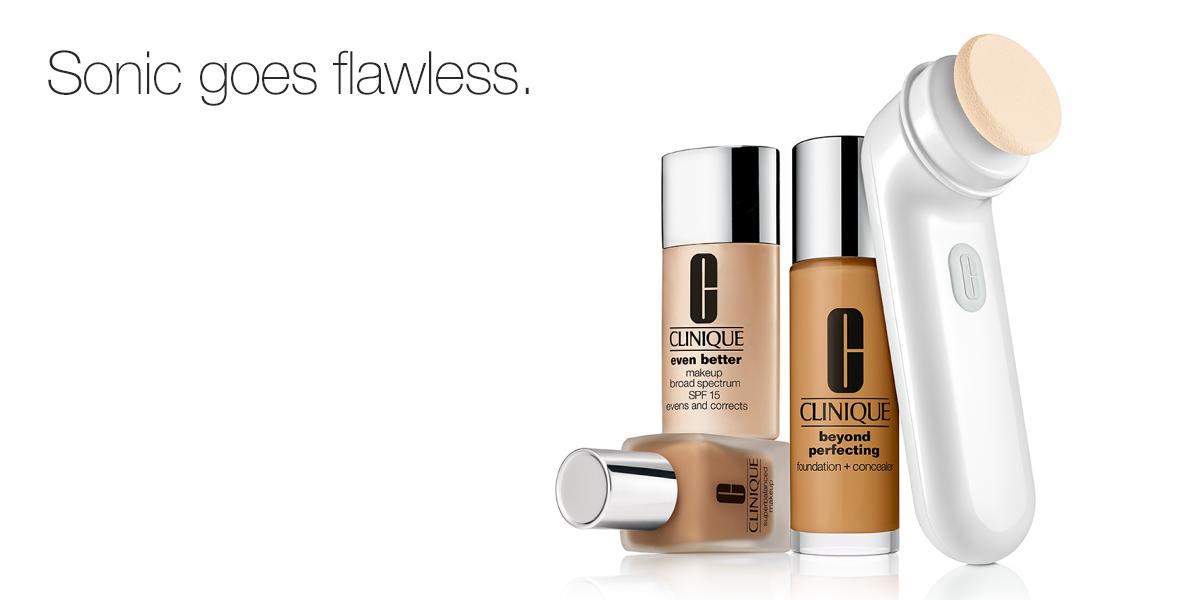 Sonic goes flawless.
C
CLINIQUE
even better
makeup
broad spectrum
SPF 15
evens and corrects
C
CLINIQUE
beyond
perfecting
foundation + concealer
C
CLINIQUE
superbalanced
makeup
C